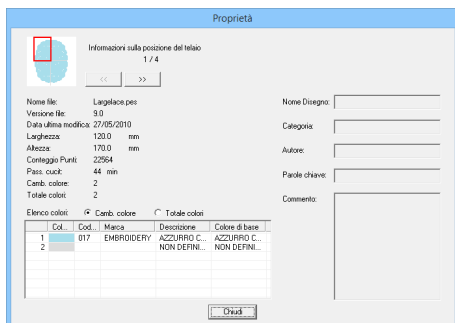 Proprietà
Informazioni sulla posizione del telaio
1 / 4
<< >>
Nome file: Largelace.pes
Versione file: 9.0
Data ultima modifica: 27/05/2010
Larghezza: 120.0 mm
Altezza: 170.0 mm
Conteggio Punti: 22564
Pass. cucit: 44 min
Camb. colore: 2
Totale colori: 2
Elenco colori: Camb. colore Totale colori
Col... Cod... Marca Descrizione Colore di base
1 017 EMBROIDERY AZZURRO C... AZZURRO C...
2 NON DEFINI... NON DEFINI...
Nome Disegno:
Categoria:
Autore:
Parole chiave:
Commento:
Chiudi